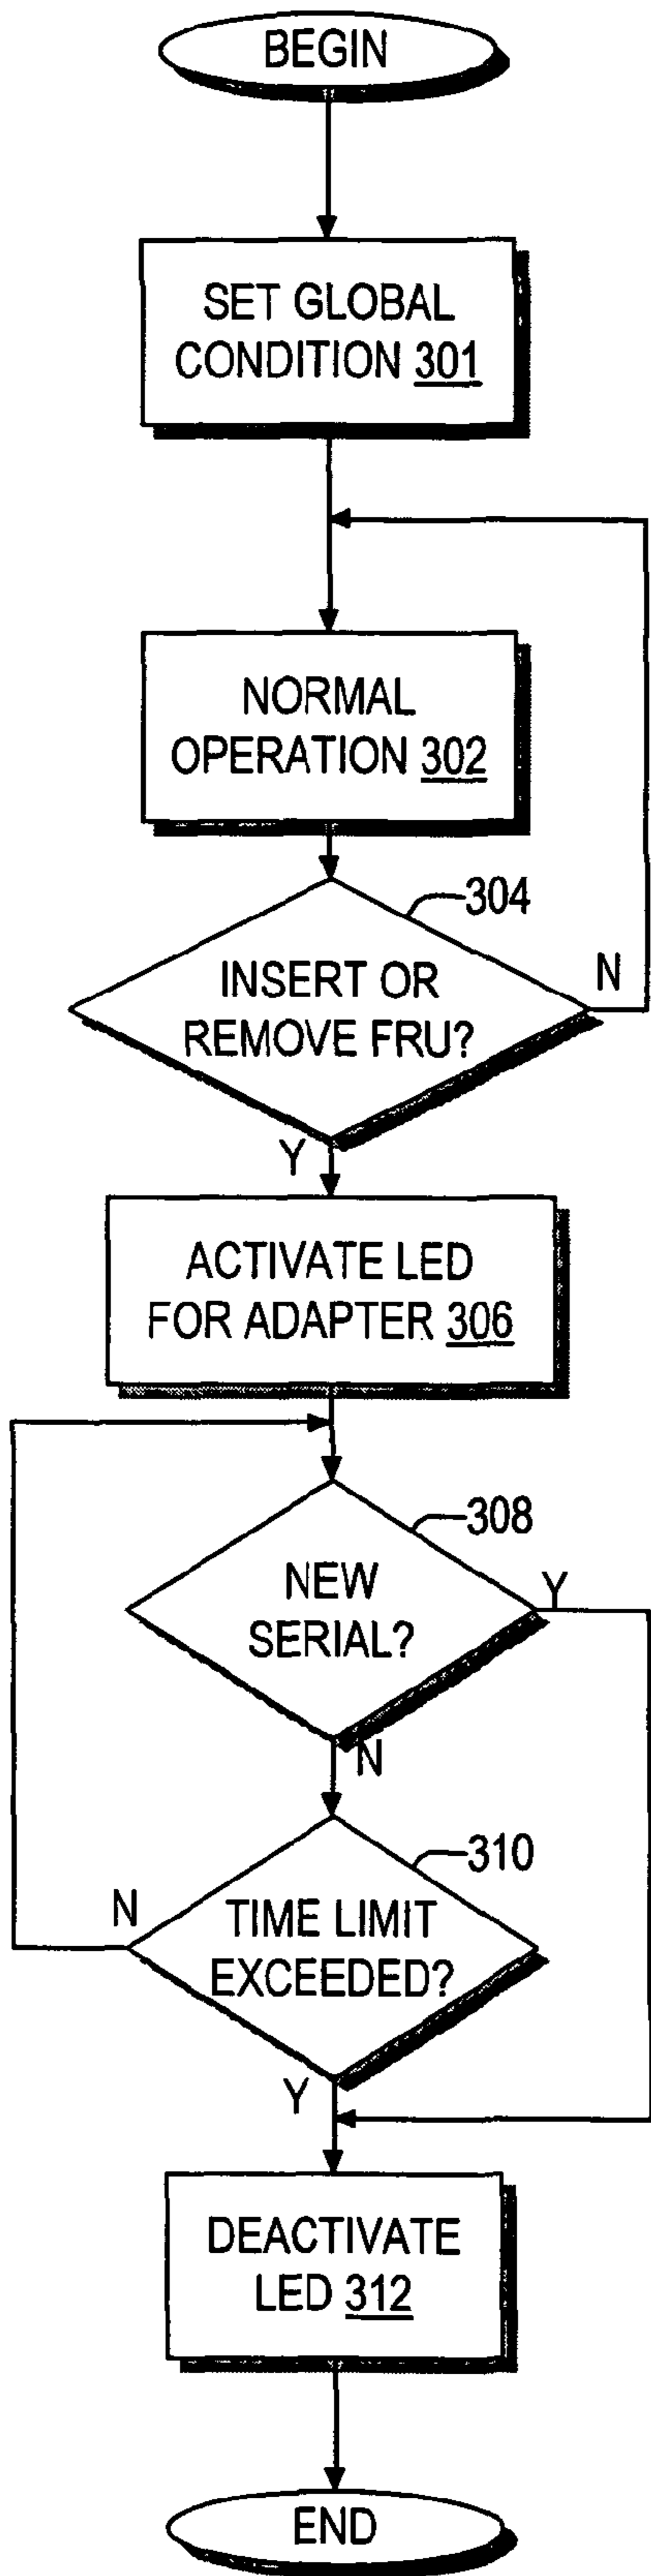 BEGIN
SET GLOBAL
CONDITION 301
NORMAL
OPERATION 302
304
INSERT OR
REMOVE FRU?
N
Y
ACTIVATE LED
FOR ADAPTER 306
308
NEW
SERIAL?
Y
N
310
TIME LIMIT
EXCEEDED?
N
Y
DEACTIVATE
LED 312
END